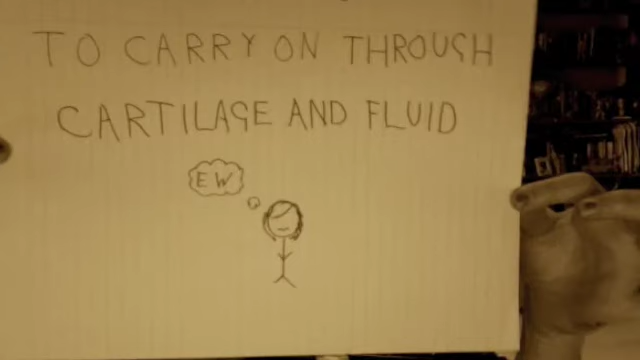 TO CARRY ON THROUGH
CARTILAGE AND FLUID
EW